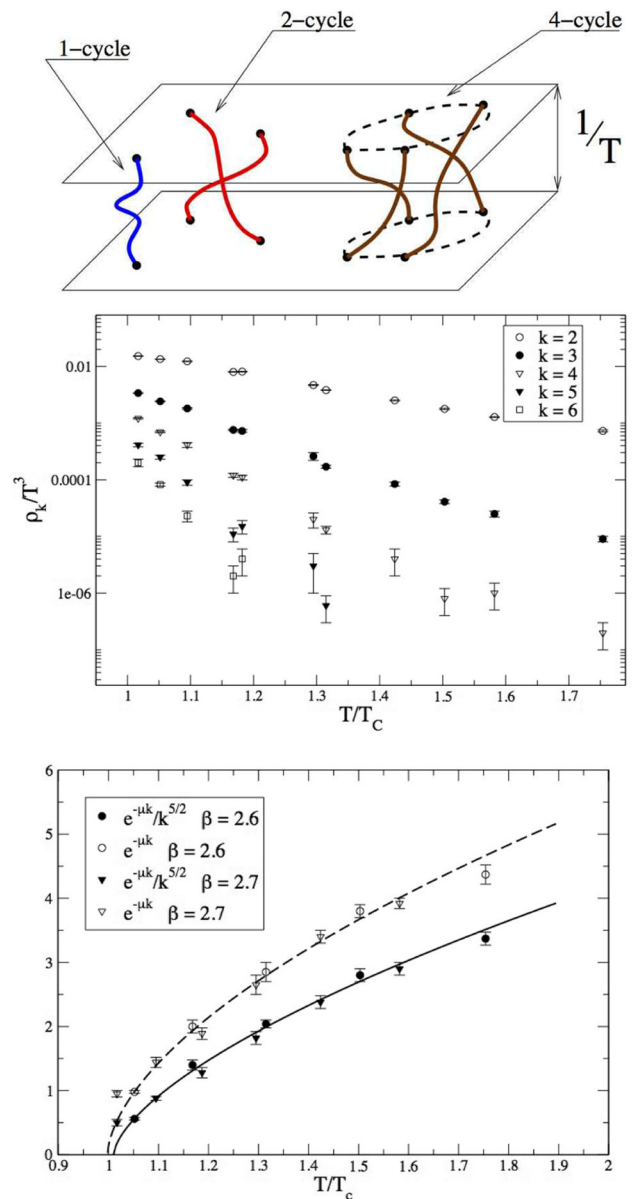 1-cycle
2-cycle
4-cycle
1/T
0.01
0.0001
1e-06
ρₖ/T³
k = 2
k = 3
k = 4
k = 5
k = 6
1 1.1 1.2 1.3 1.4 1.5 1.6 1.7
T/T_C
6
5
4
3
2
1
0
e^{-μk}/k^{5/2} β = 2.6
e^{-μk} β = 2.6
e^{-μk}/k^{5/2} β = 2.7
e^{-μk} β = 2.7
0.9 1 1.1 1.2 1.3 1.4 1.5 1.6 1.7 1.8 1.9 2
T/T_c